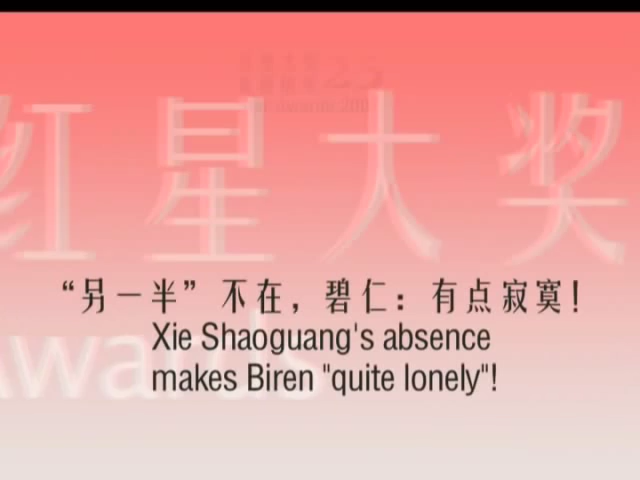 红星大奖
Awards
“另一半”不在，碧仁：有点寂寞！
Xie Shaoguang's absence
makes Biren "quite lonely"!